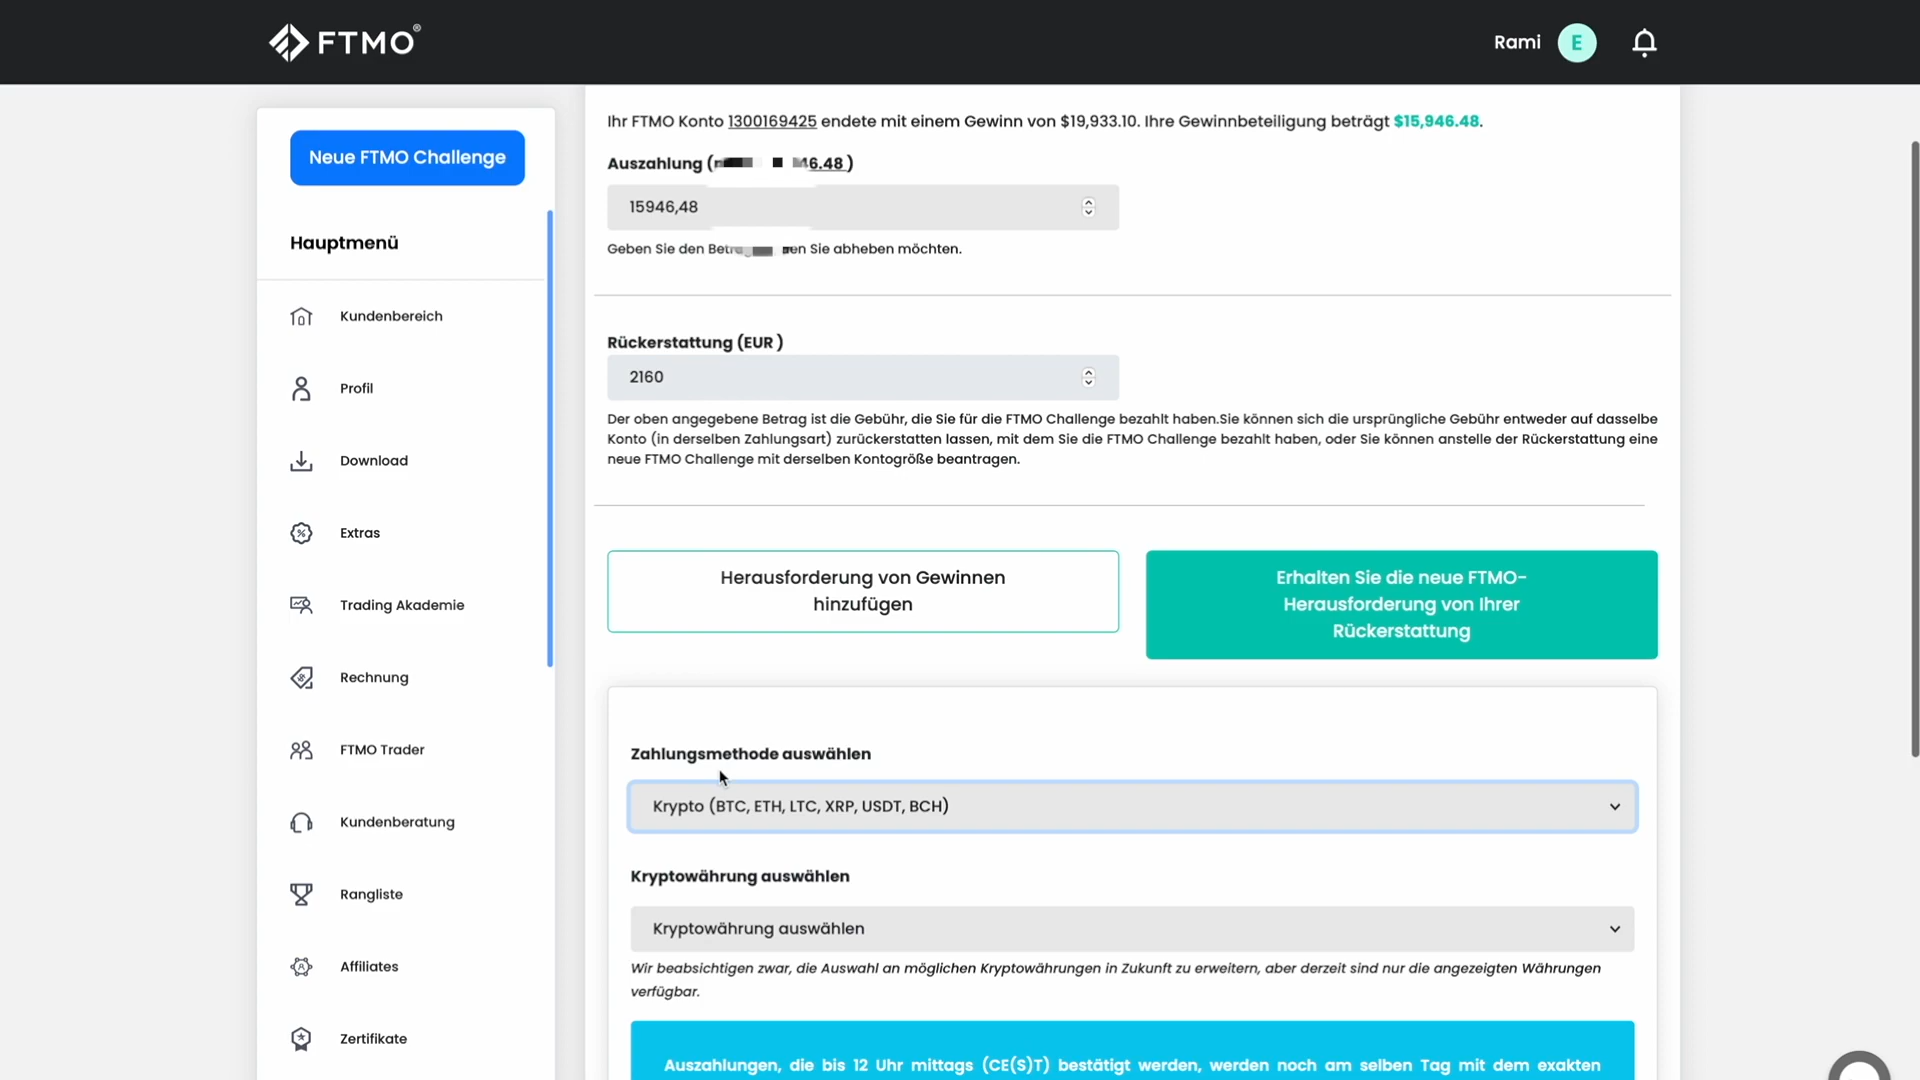 FTMO®
Rami E
Neue FTMO Challenge
Hauptmenü
Kundenbereich
Profil
Download
Extras
Trading Akademie
Rechnung
FTMO Trader
Kundenberatung
Rangliste
Affiliates
Zertifikate
Ihr FTMO Konto 1300169425 endete mit einem Gewinn von $19,933.10. Ihre Gewinnbeteiligung beträgt $15,946.48.
Auszahlung ( 46.48 )
15946,48
Geben Sie den Sie abheben möchten.
Rückerstattung (EUR )
2160
Der oben angegebene Betrag ist die Gebühr, die Sie für die FTMO Challenge bezahlt haben.Sie können sich die ursprüngliche Gebühr entweder auf dasselbe
Konto (in derselben Zahlungsart) zurückerstatten lassen, mit dem Sie die FTMO Challenge bezahlt haben, oder Sie können anstelle der Rückerstattung eine
neue FTMO Challenge mit derselben Kontogröße beantragen.
Herausforderung von Gewinnen
hinzufügen
Erhalten Sie die neue FTMO-
Herausforderung von Ihrer
Rückerstattung
Zahlungsmethode auswählen
Krypto (BTC, ETH, LTC, XRP, USDT, BCH)
Kryptowährung auswählen
Kryptowährung auswählen
Wir beabsichtigen zwar, die Auswahl an möglichen Kryptowährungen in Zukunft zu erweitern, aber derzeit sind nur die angezeigten Währungen
verfügbar.
Auszahlungen, die bis 12 Uhr mittags (CE(S)T) bestätigt werden, werden noch am selben Tag mit dem exakten